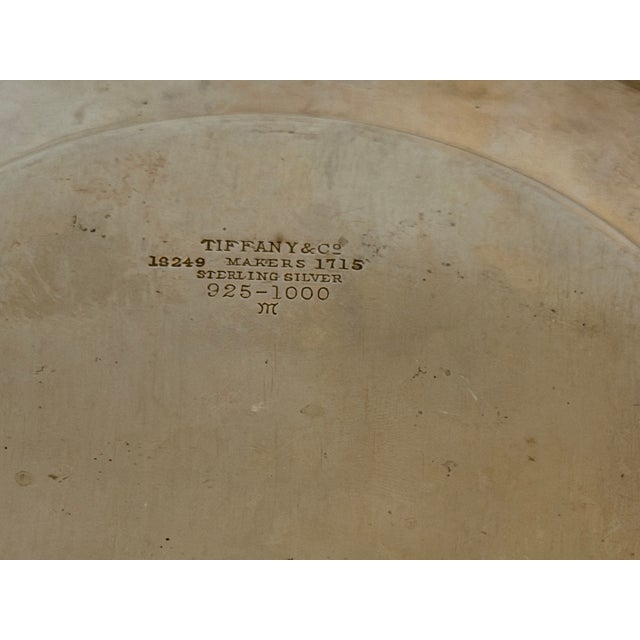 TIFFANY & Co
18249 MAKERS 1715
STERLING SILVER
925-1000
M